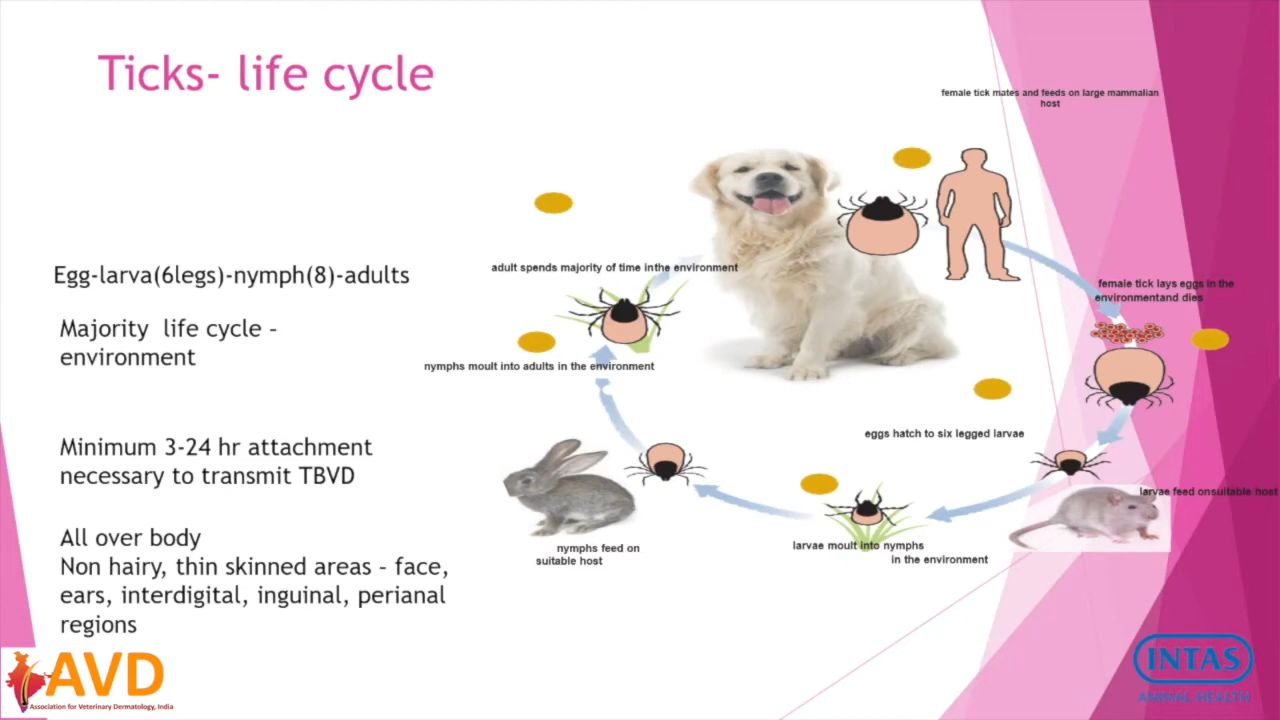 Ticks- life cycle
female tick mates and feeds on large mammalian
host
adult spends majority of time inthe environment
Egg-larva(6legs)-nymph(8)-adults
female tick lays eggs in the
environmentand dies
Majority life cycle –
environment
nymphs moult into adults in the environment
eggs hatch to six legged larvae
Minimum 3-24 hr attachment
necessary to transmit TBVD
larvae feed onsuitable host
larvae moult into nymphs
in the environment
nymphs feed on
suitable host
All over body
Non hairy, thin skinned areas – face,
ears, interdigital, inguinal, perianal
regions
AVD
Association for Veterinary Dermatology, India
INTAS
ANIMAL HEALTH